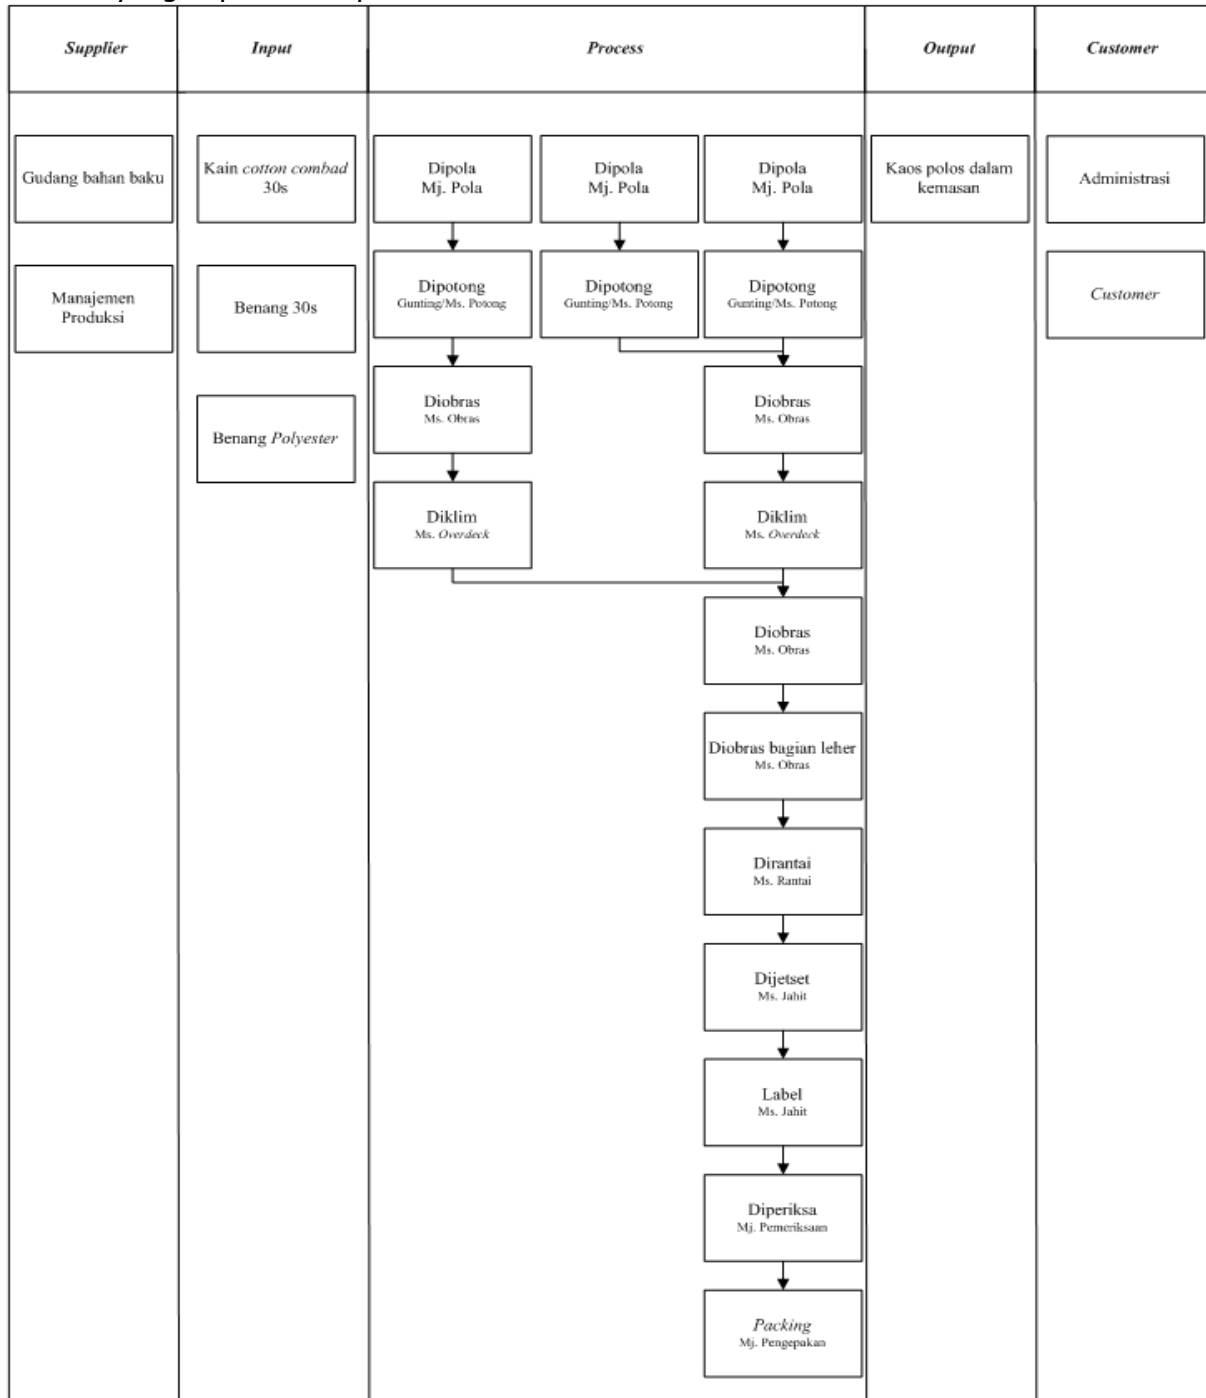 Supplier
Input
Process
Output
Customer
Gudang bahan baku
Kain cotton combad
30s
Dipola
Mj. Pola
Dipola
Mj. Pola
Dipola
Mj. Pola
Kaos polos dalam
kemasan
Administrasi
Manajemen
Produksi
Benang 30s
Dipotong
Gunting/Ms. Potong
Dipotong
Gunting/Ms. Potong
Dipotong
Gunting/Ms. Potong
Customer
Benang Polyester
Diobras
Ms. Obras
Diobras
Ms. Obras
Diklim
Ms. Overdeck
Diklim
Ms. Overdeck
Diobras
Ms. Obras
Diobras bagian leher
Ms. Obras
Dirantai
Ms. Rantai
Dijetset
Ms. Jahit
Label
Ms. Jahit
Diperiksa
Mj. Pemeriksaan
Packing
Mj. Pengepakan